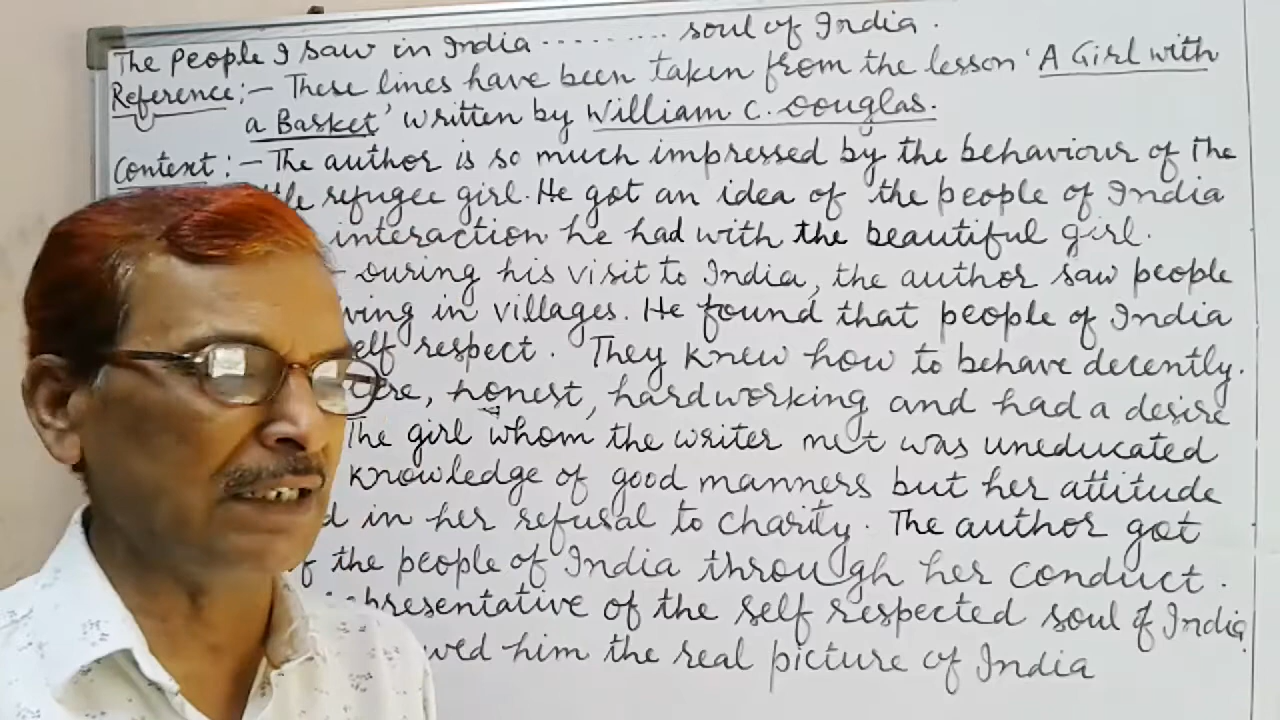 The People I saw in India ......... soul of India.
Reference:- These lines have been taken from the lesson 'A Girl with
a Basket' written by William C. Douglas.
Context:- The author is so much impressed by the behaviour of the
refugee girl. He got an idea of the people of India
interaction he had with the beautiful girl.
- During his visit to India, the author saw people
in villages. He found that people of India
respect. They knew how to behave decently.
honest, hardworking and had a desire
The girl whom the writer met was uneducated
knowledge of good manners but her attitude
in her refusal to charity. The author got
the people of India through her conduct.
of the self respected soul of India.
him the real picture of India